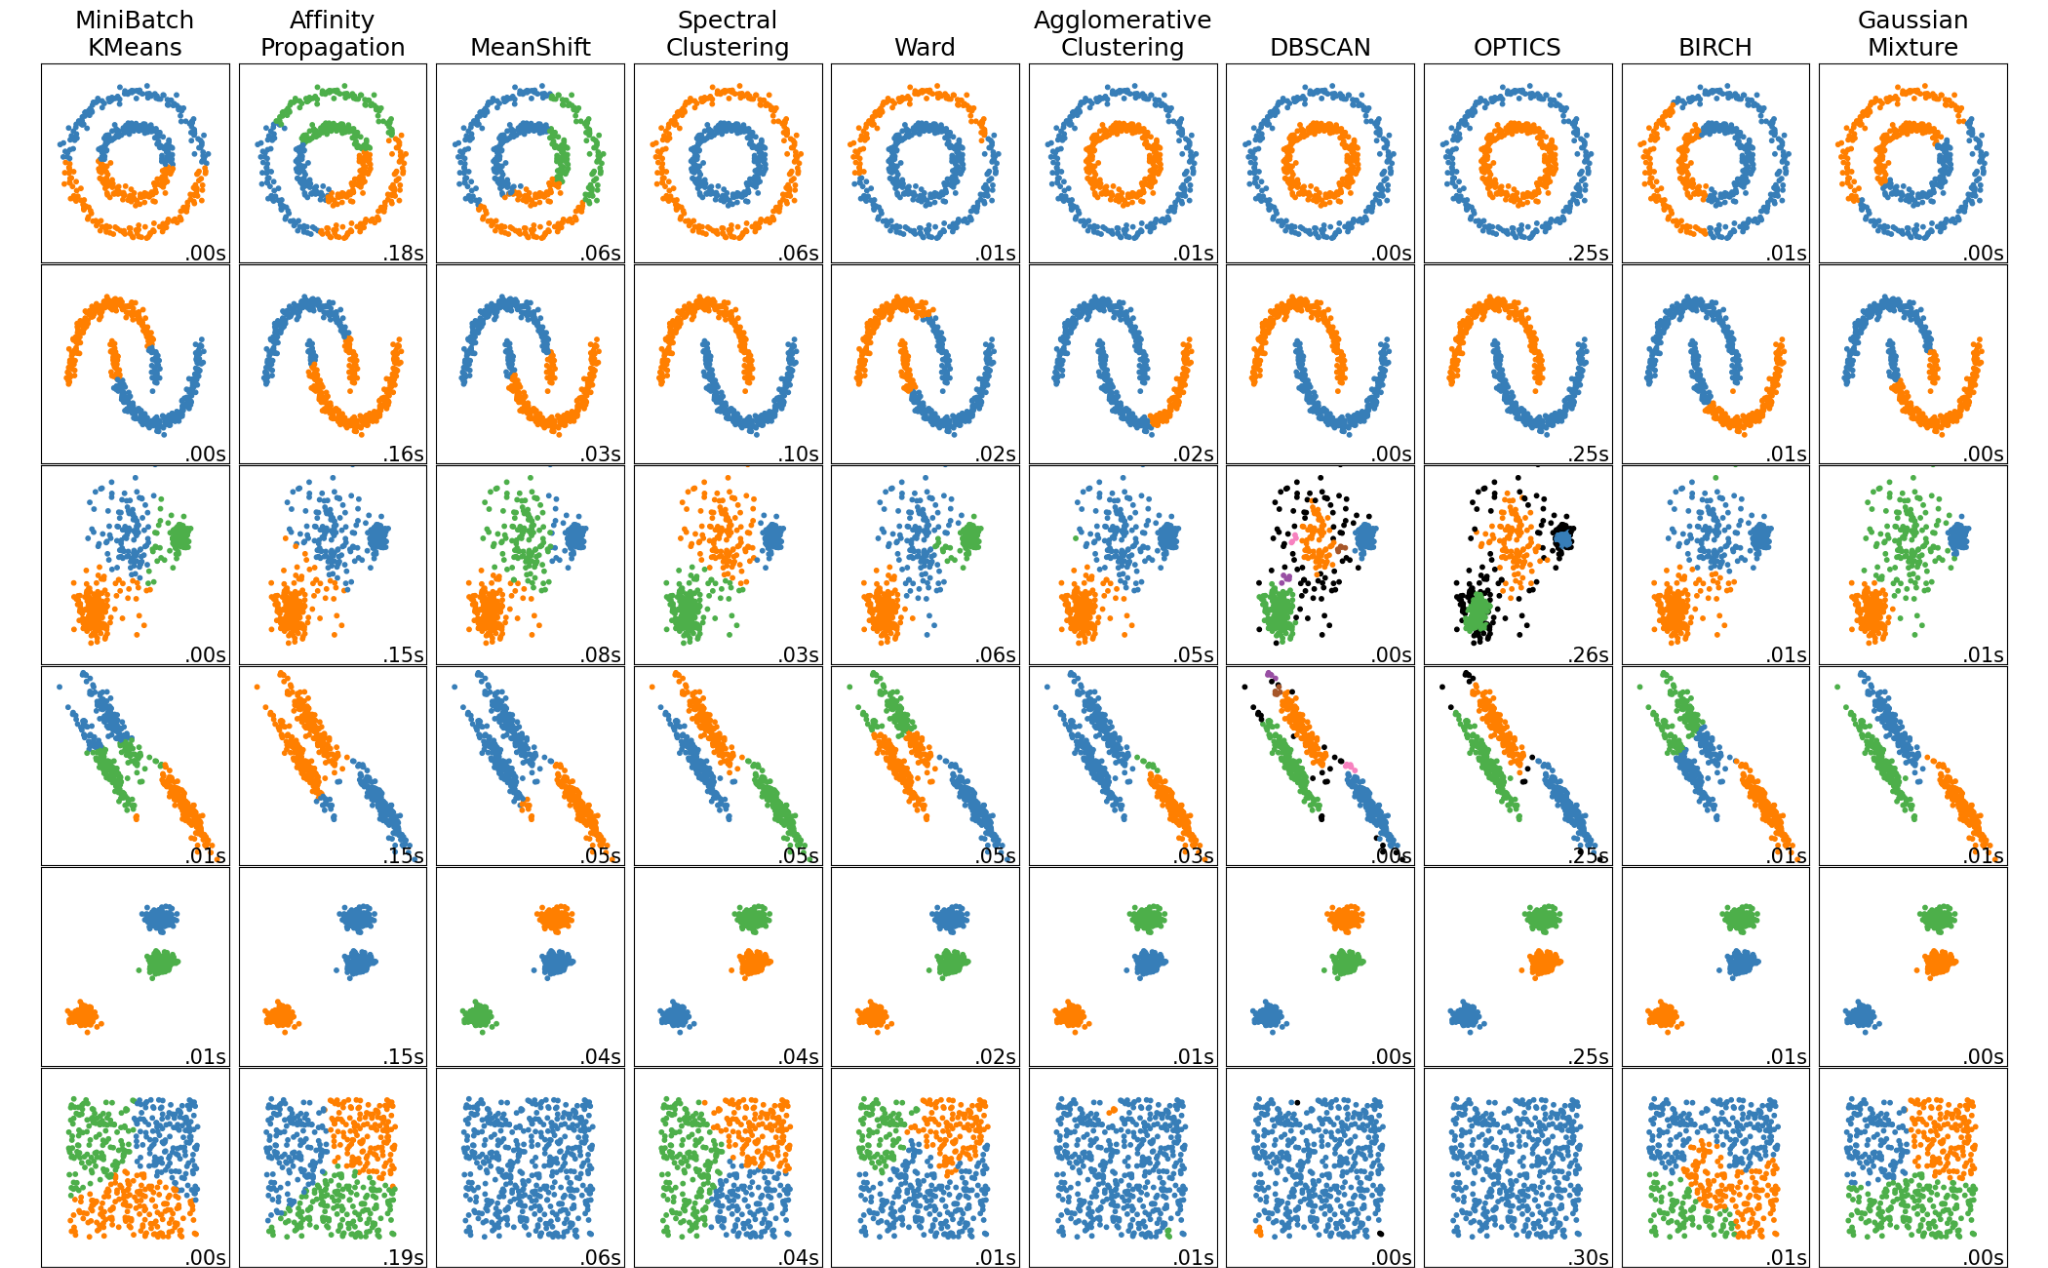 MiniBatch
KMeans
Affinity
Propagation
MeanShift
Spectral
Clustering
Ward
Agglomerative
Clustering
DBSCAN
OPTICS
BIRCH
Gaussian
Mixture
.00s
.18s
.06s
.06s
.01s
.01s
.00s
.25s
.01s
.00s
.00s
.16s
.03s
.10s
.02s
.02s
.00s
.25s
.01s
.00s
.00s
.15s
.08s
.03s
.06s
.05s
.00s
.26s
.01s
.01s
.01s
.15s
.05s
.05s
.05s
.03s
.00s
.25s
.01s
.01s
.01s
.15s
.04s
.04s
.02s
.01s
.00s
.25s
.01s
.00s
.00s
.19s
.06s
.04s
.01s
.01s
.00s
.30s
.01s
.00s